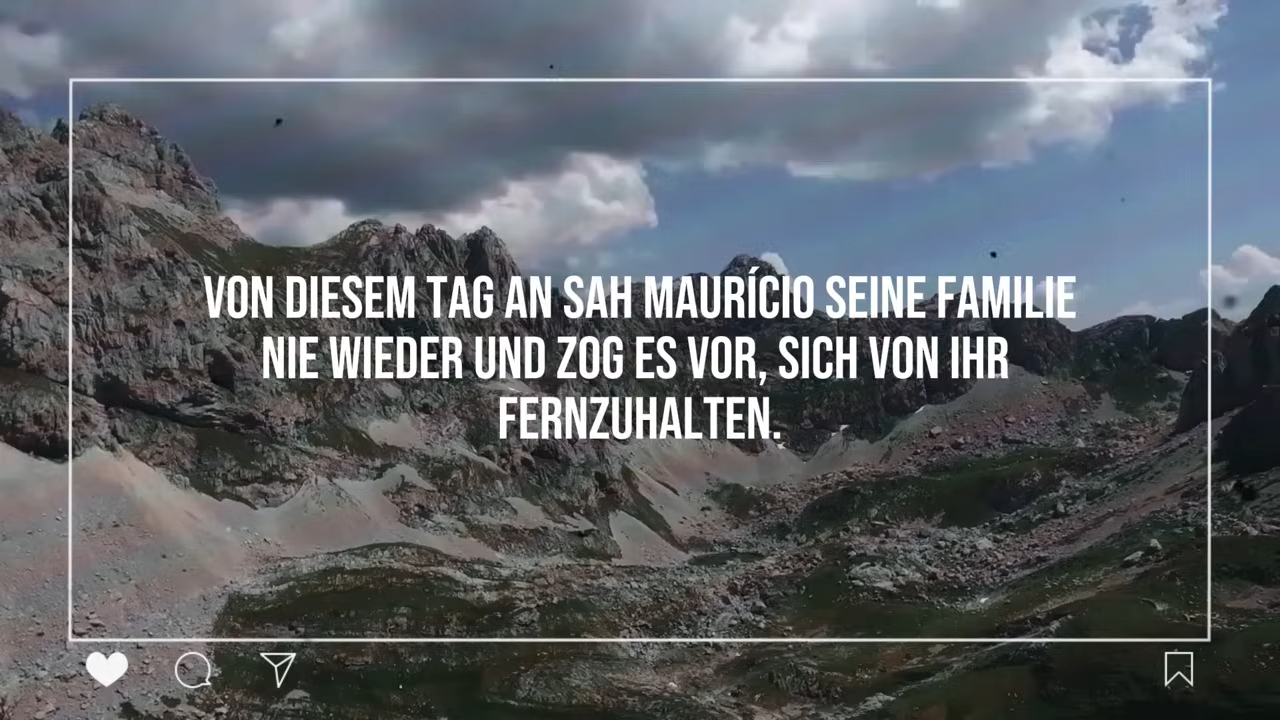 VON DIESEM TAG AN SAH MAURÍCIO SEINE FAMILIE
NIE WIEDER UND ZOG ES VOR, SICH VON IHR
FERNZUHALTEN.